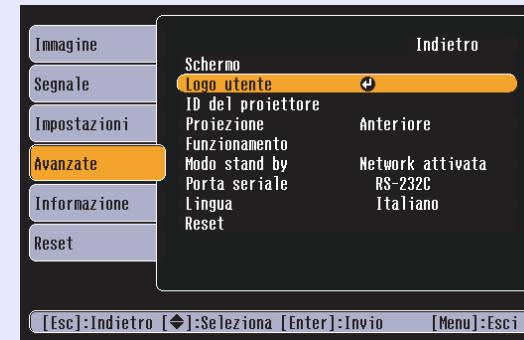 Immagine
Segnale
Impostazioni
Avanzate
Informazione
Reset
Indietro
Schermo
Logo utente
ID del proiettore
Proiezione Anteriore
Funzionamento
Modo stand by Network attivata
Porta seriale RS-232C
Lingua Italiano
Reset
[Esc]:Indietro [◆]:Seleziona [Enter]:Invio [Menu]:Esci